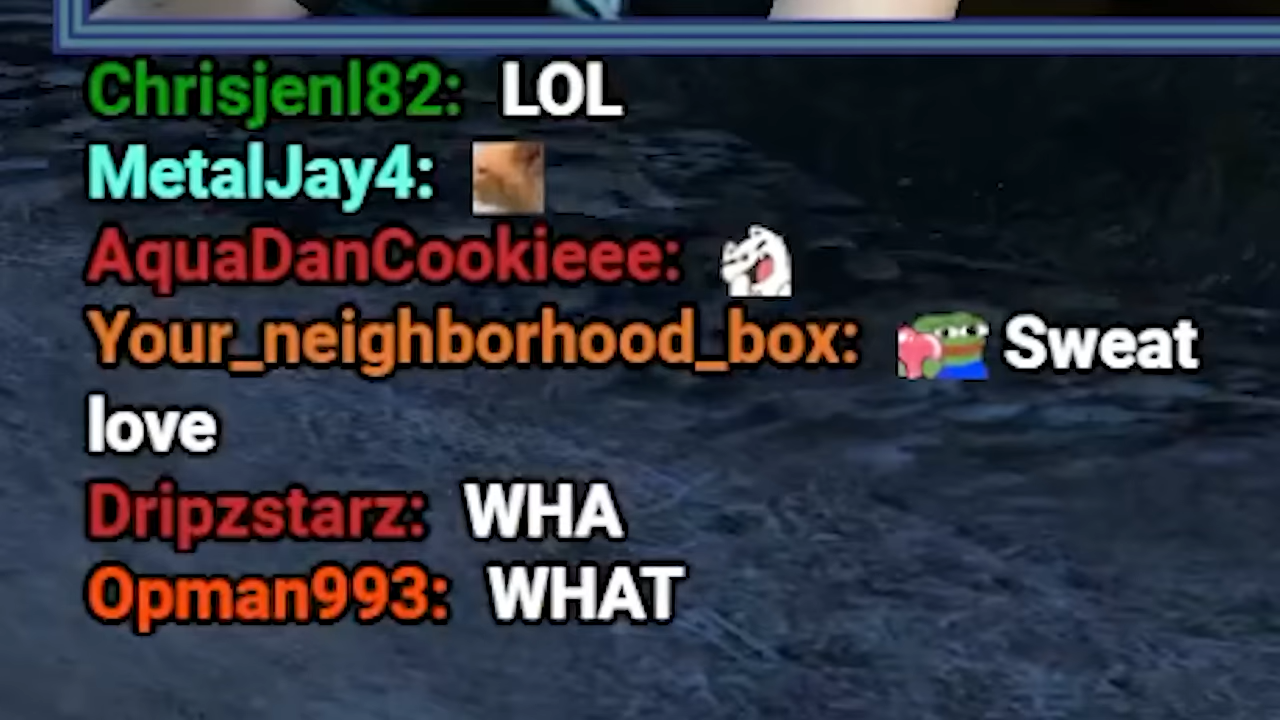 Chrisjenl82: LOL
MetalJay4:
AquaDanCookieee:
Your_neighborhood_box: Sweat
love
Dripzstarz: WHA
Opman993: WHAT